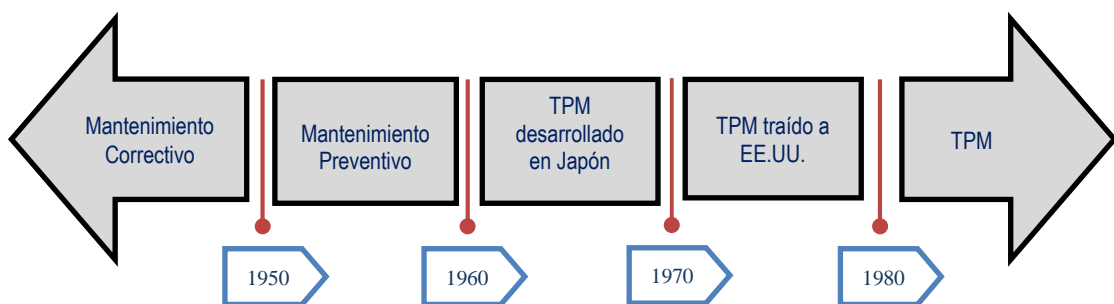 Mantenimiento
Correctivo
Mantenimiento
Preventivo
TPM
desarrollado
en Japón
TPM traído a
EE.UU.
TPM
1950
1960
1970
1980